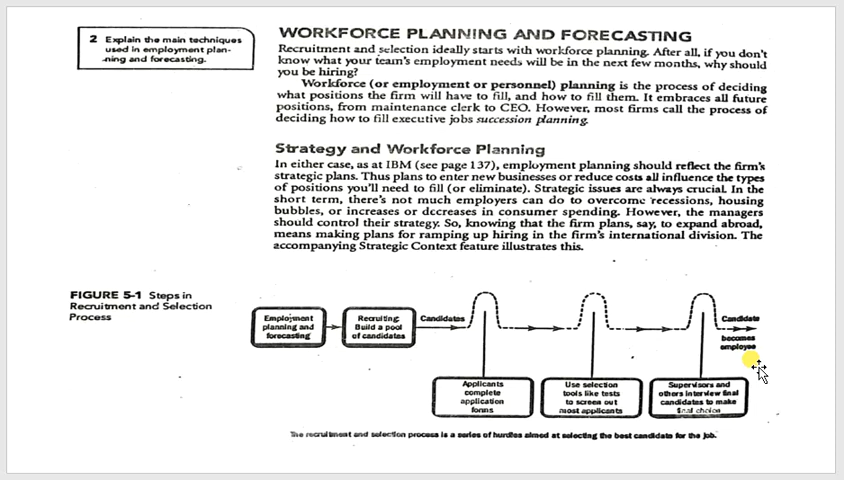 2 Explain the main techniques
used in employment plan-
ning and forecasting.
WORKFORCE PLANNING AND FORECASTING
Recruitment and selection ideally starts with workforce planning. After all, if you don't
know what your team's employment needs will be in the next few months, why should
you be hiring?
Workforce (or employment or personnel) planning is the process of deciding
what positions the firm will have to fill, and how to fill them. It embraces all future
positions, from maintenance clerk to CEO. However, most firms call the process of
deciding how to fill executive jobs succession planning.
Strategy and Workforce Planning
In either case, as at IBM (see page 137), employment planning should reflect the firm's
strategic plans. Thus plans to enter new businesses or reduce costs all influence the types
of positions you'll need to fill (or eliminate). Strategic issues are always crucial. In the
short term, there's not much employers can do to overcome recessions, housing
bubbles, or increases or decreases in consumer spending. However, the managers
should control their strategy. So, knowing that the firm plans, say, to expand abroad,
means making plans for ramping up hiring in the firm's international division. The
accompanying Strategic Context feature illustrates this.
FIGURE 5-1 Steps in
Recruitment and Selection
Process
Employment
planning and
forecasting
Recruiting:
Build a pool
of candidates
Candidates
Applicants
complete
application
forms
Use selection
tools like tests
to screen out
most applicants
Supervisors and
others interview final
candidates to make
final choice
Candidate
becomes
employee
The recruitment and selection process is a series of hurdles aimed at selecting the best candidate for the job.